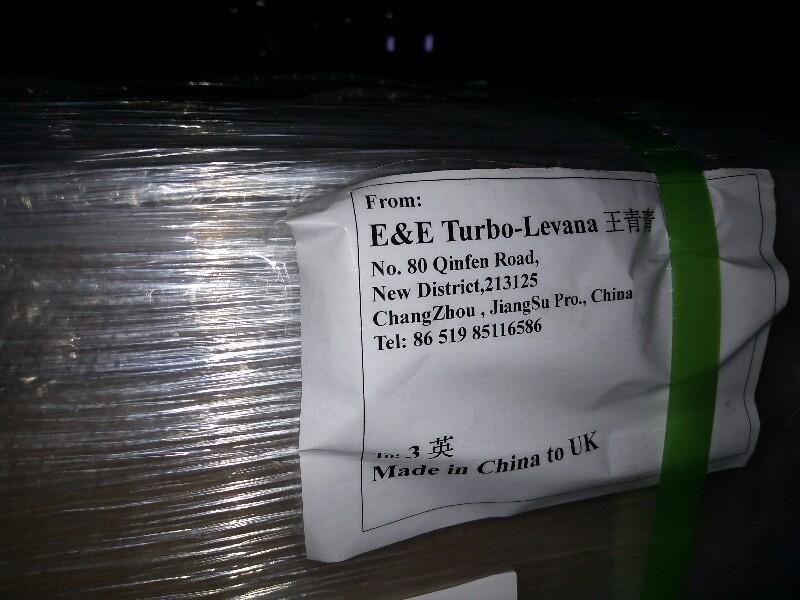 From:
E&E Turbo-Levana 王青青
No. 80 Qinfen Road,
New District,213125
ChangZhou , JiangSu Pro., China
Tel: 86 519 85116586
To: 3 英
Made in China to UK